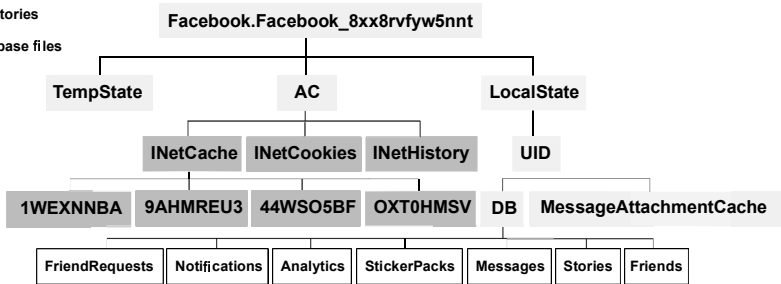 tories
Facebook.Facebook_8xx8rvfyw5nnt
base files
TempState AC LocalState
INetCache INetCookies INetHistory UID
1WEXNNBA 9AHMREU3 44WSO5BF OXT0HMSV DB MessageAttachmentCache
FriendRequests Notifications Analytics StickerPacks Messages Stories Friends